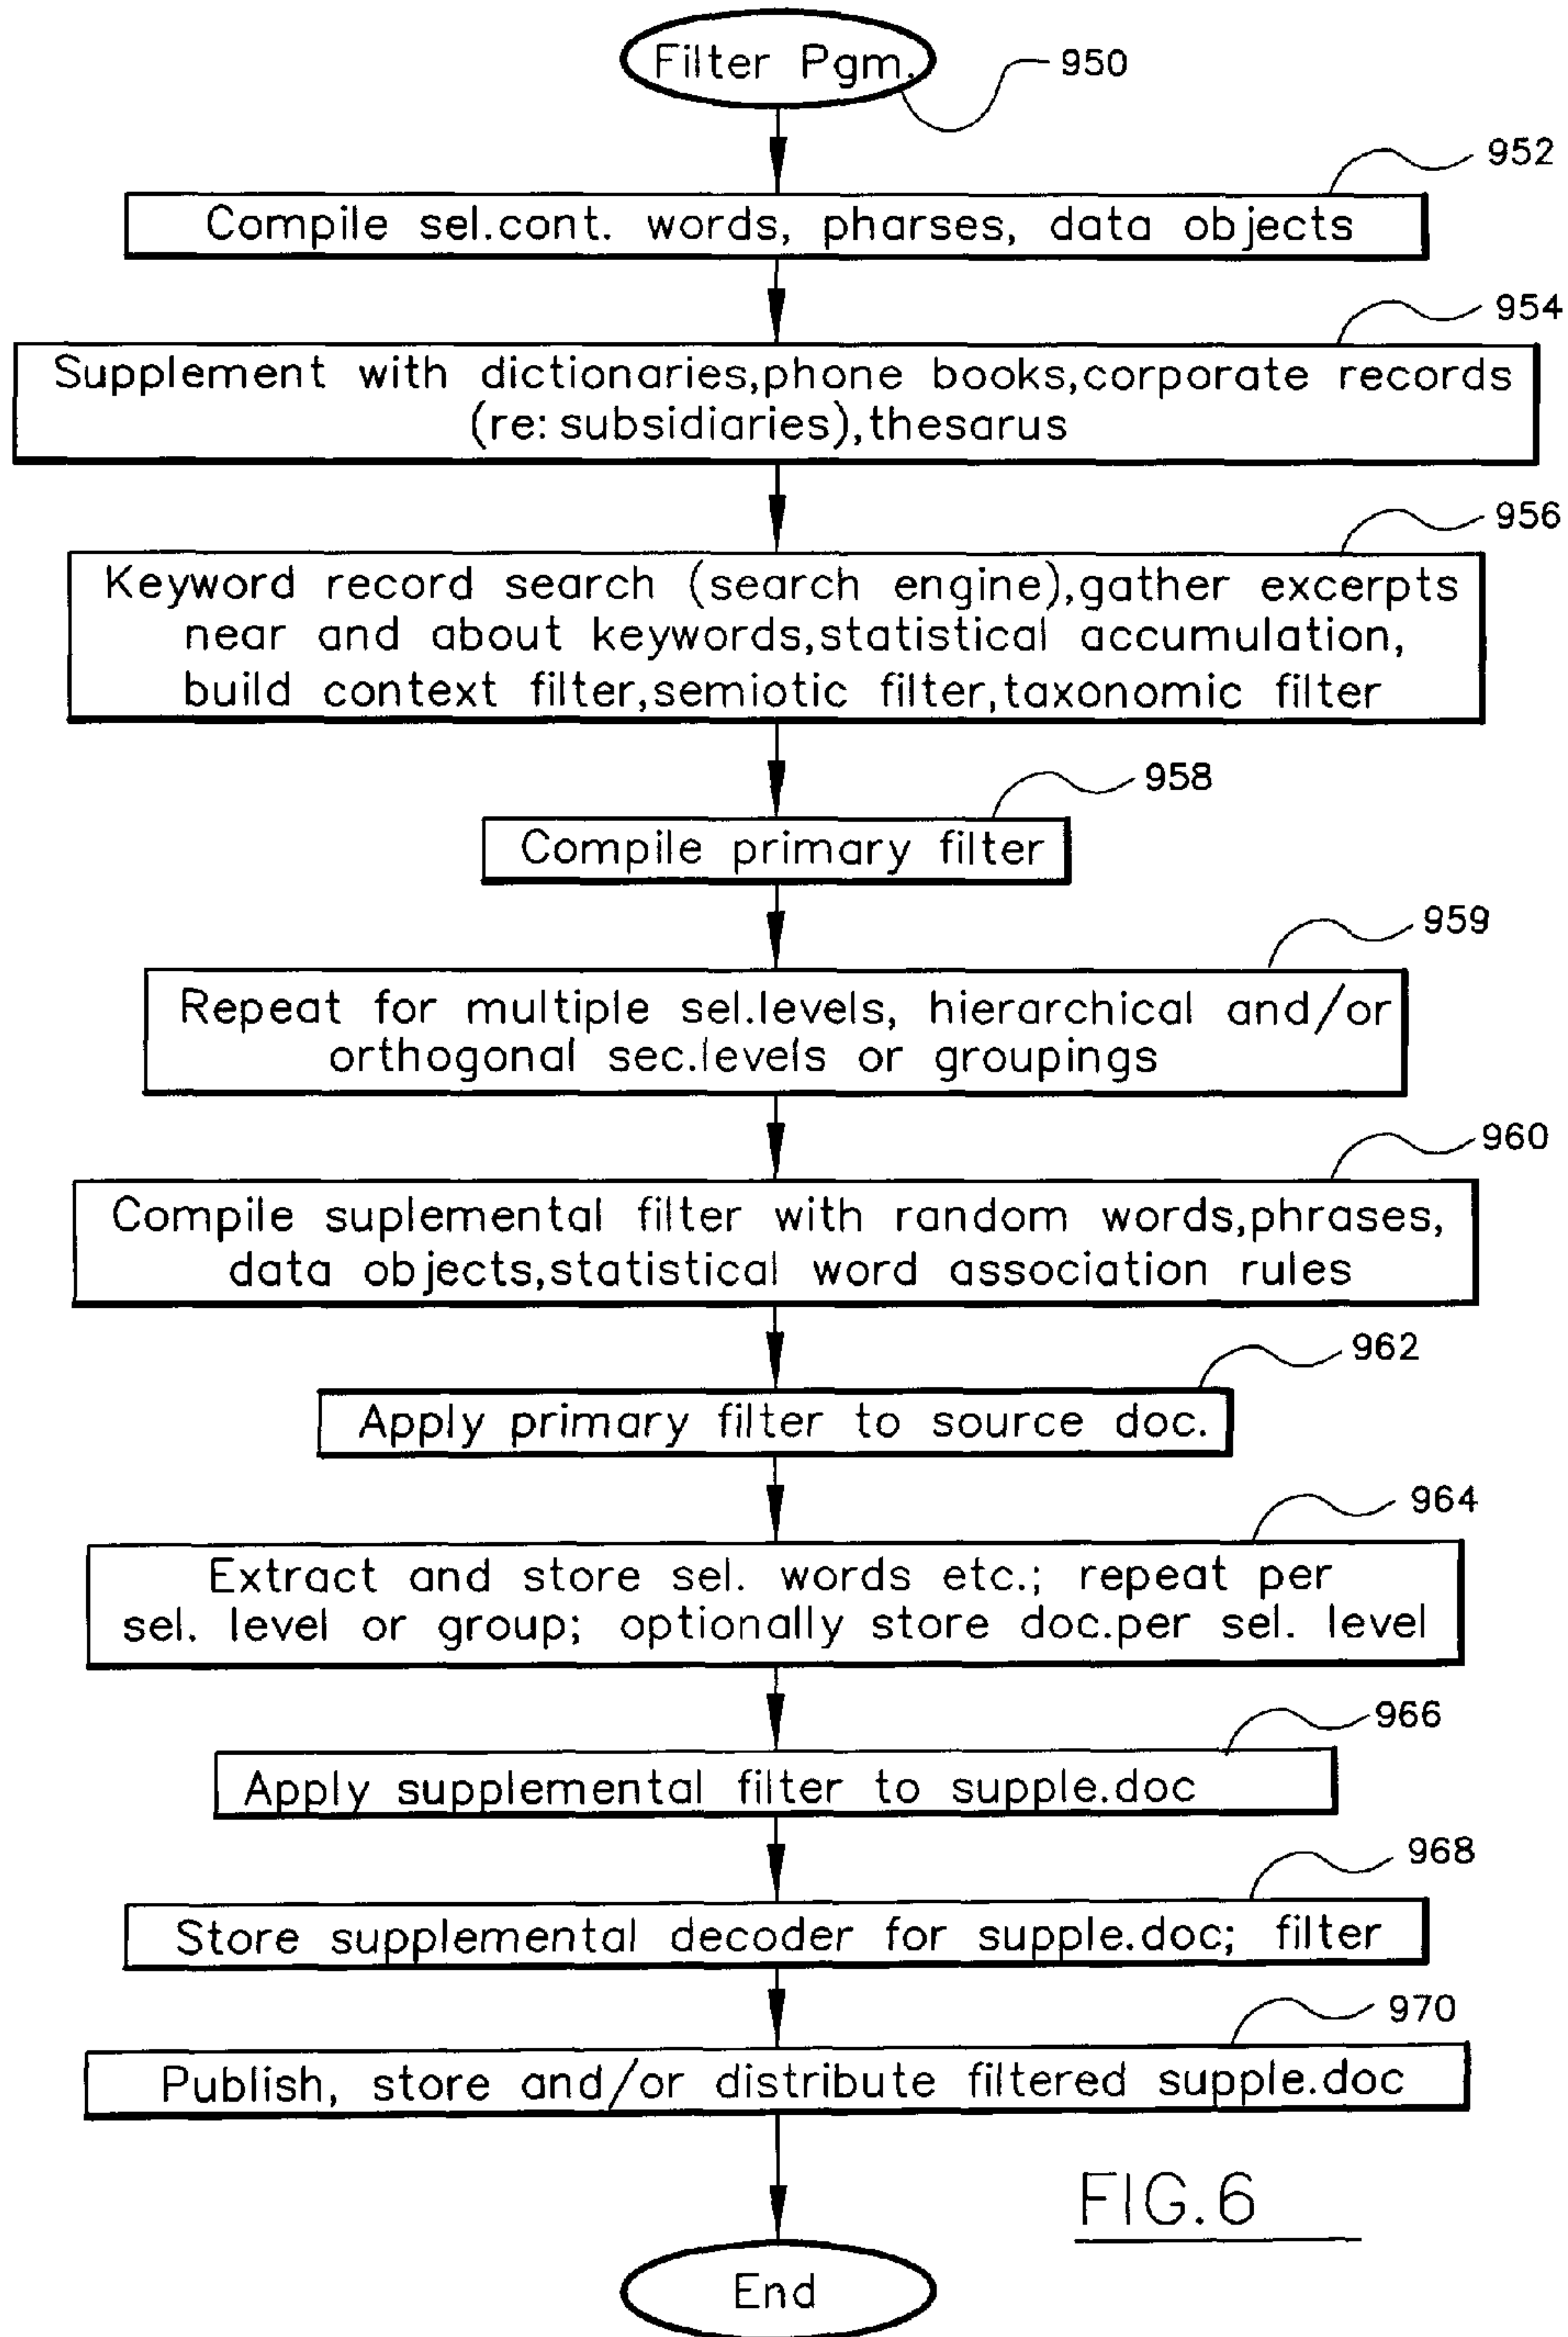 Filter Pgm.
950
952
Compile sel.cont. words, pharses, data objects
954
Supplement with dictionaries,phone books,corporate records
(re: subsidiaries),thesarus
956
Keyword record search (search engine),gather excerpts
near and about keywords,statistical accumulation,
build context filter,semiotic filter,taxonomic filter
958
Compile primary filter
959
Repeat for multiple sel.levels, hierarchical and/or
orthogonal sec.levels or groupings
960
Compile suplemental filter with random words,phrases,
data objects,statistical word association rules
962
Apply primary filter to source doc.
964
Extract and store sel. words etc.; repeat per
sel. level or group; optionally store doc.per sel. level
966
Apply supplemental filter to supple.doc
968
Store supplemental decoder for supple.doc; filter
970
Publish, store and/or distribute filtered supple.doc
FIG.6
End